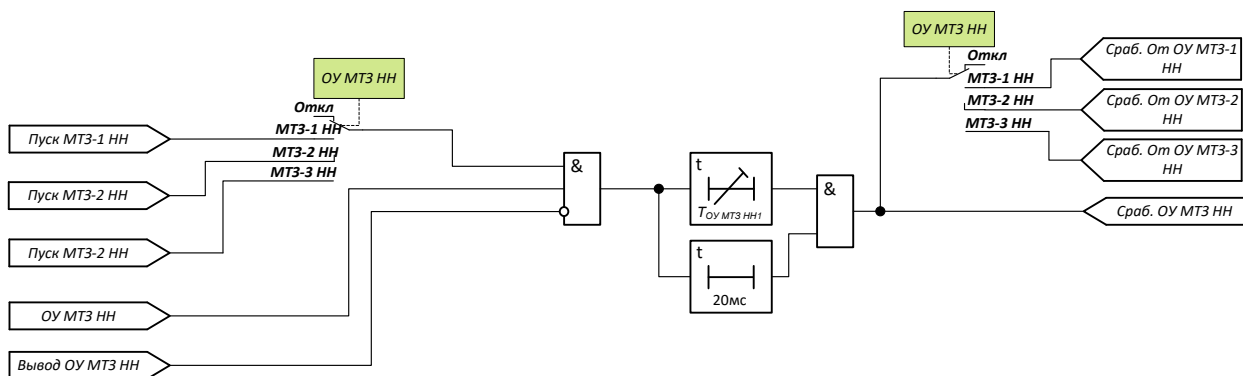 ОУ МТЗ НН
Откл
МТЗ-1 НН
МТЗ-2 НН
МТЗ-3 НН
Пуск МТЗ-1 НН
Пуск МТЗ-2 НН
Пуск МТЗ-2 НН
ОУ МТЗ НН
Вывод ОУ МТЗ НН
&
t
TОУ МТЗ НН1
t
20мс
&
ОУ МТЗ НН
Откл
МТЗ-1 НН
МТЗ-2 НН
МТЗ-3 НН
Сраб. От ОУ МТЗ-1
НН
Сраб. От ОУ МТЗ-2
НН
Сраб. От ОУ МТЗ-3
НН
Сраб. ОУ МТЗ НН